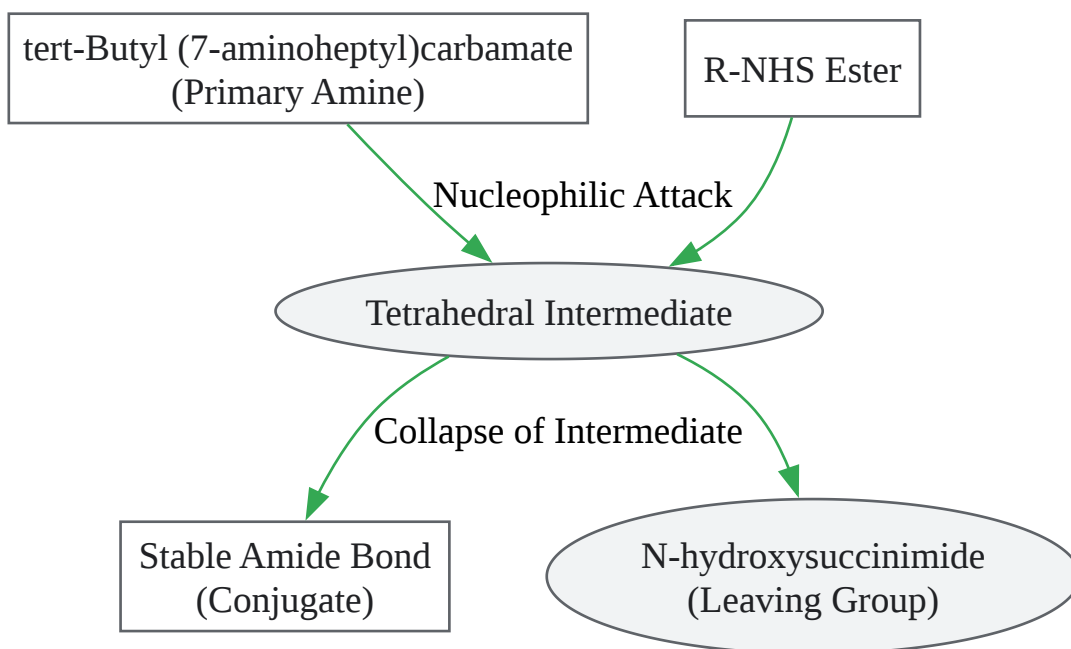 tert-Butyl (7-aminoheptyl)carbamate
(Primary Amine)
R-NHS Ester
Nucleophilic Attack
Tetrahedral Intermediate
Collapse of Intermediate
Stable Amide Bond
(Conjugate)
N-hydroxysuccinimide
(Leaving Group)